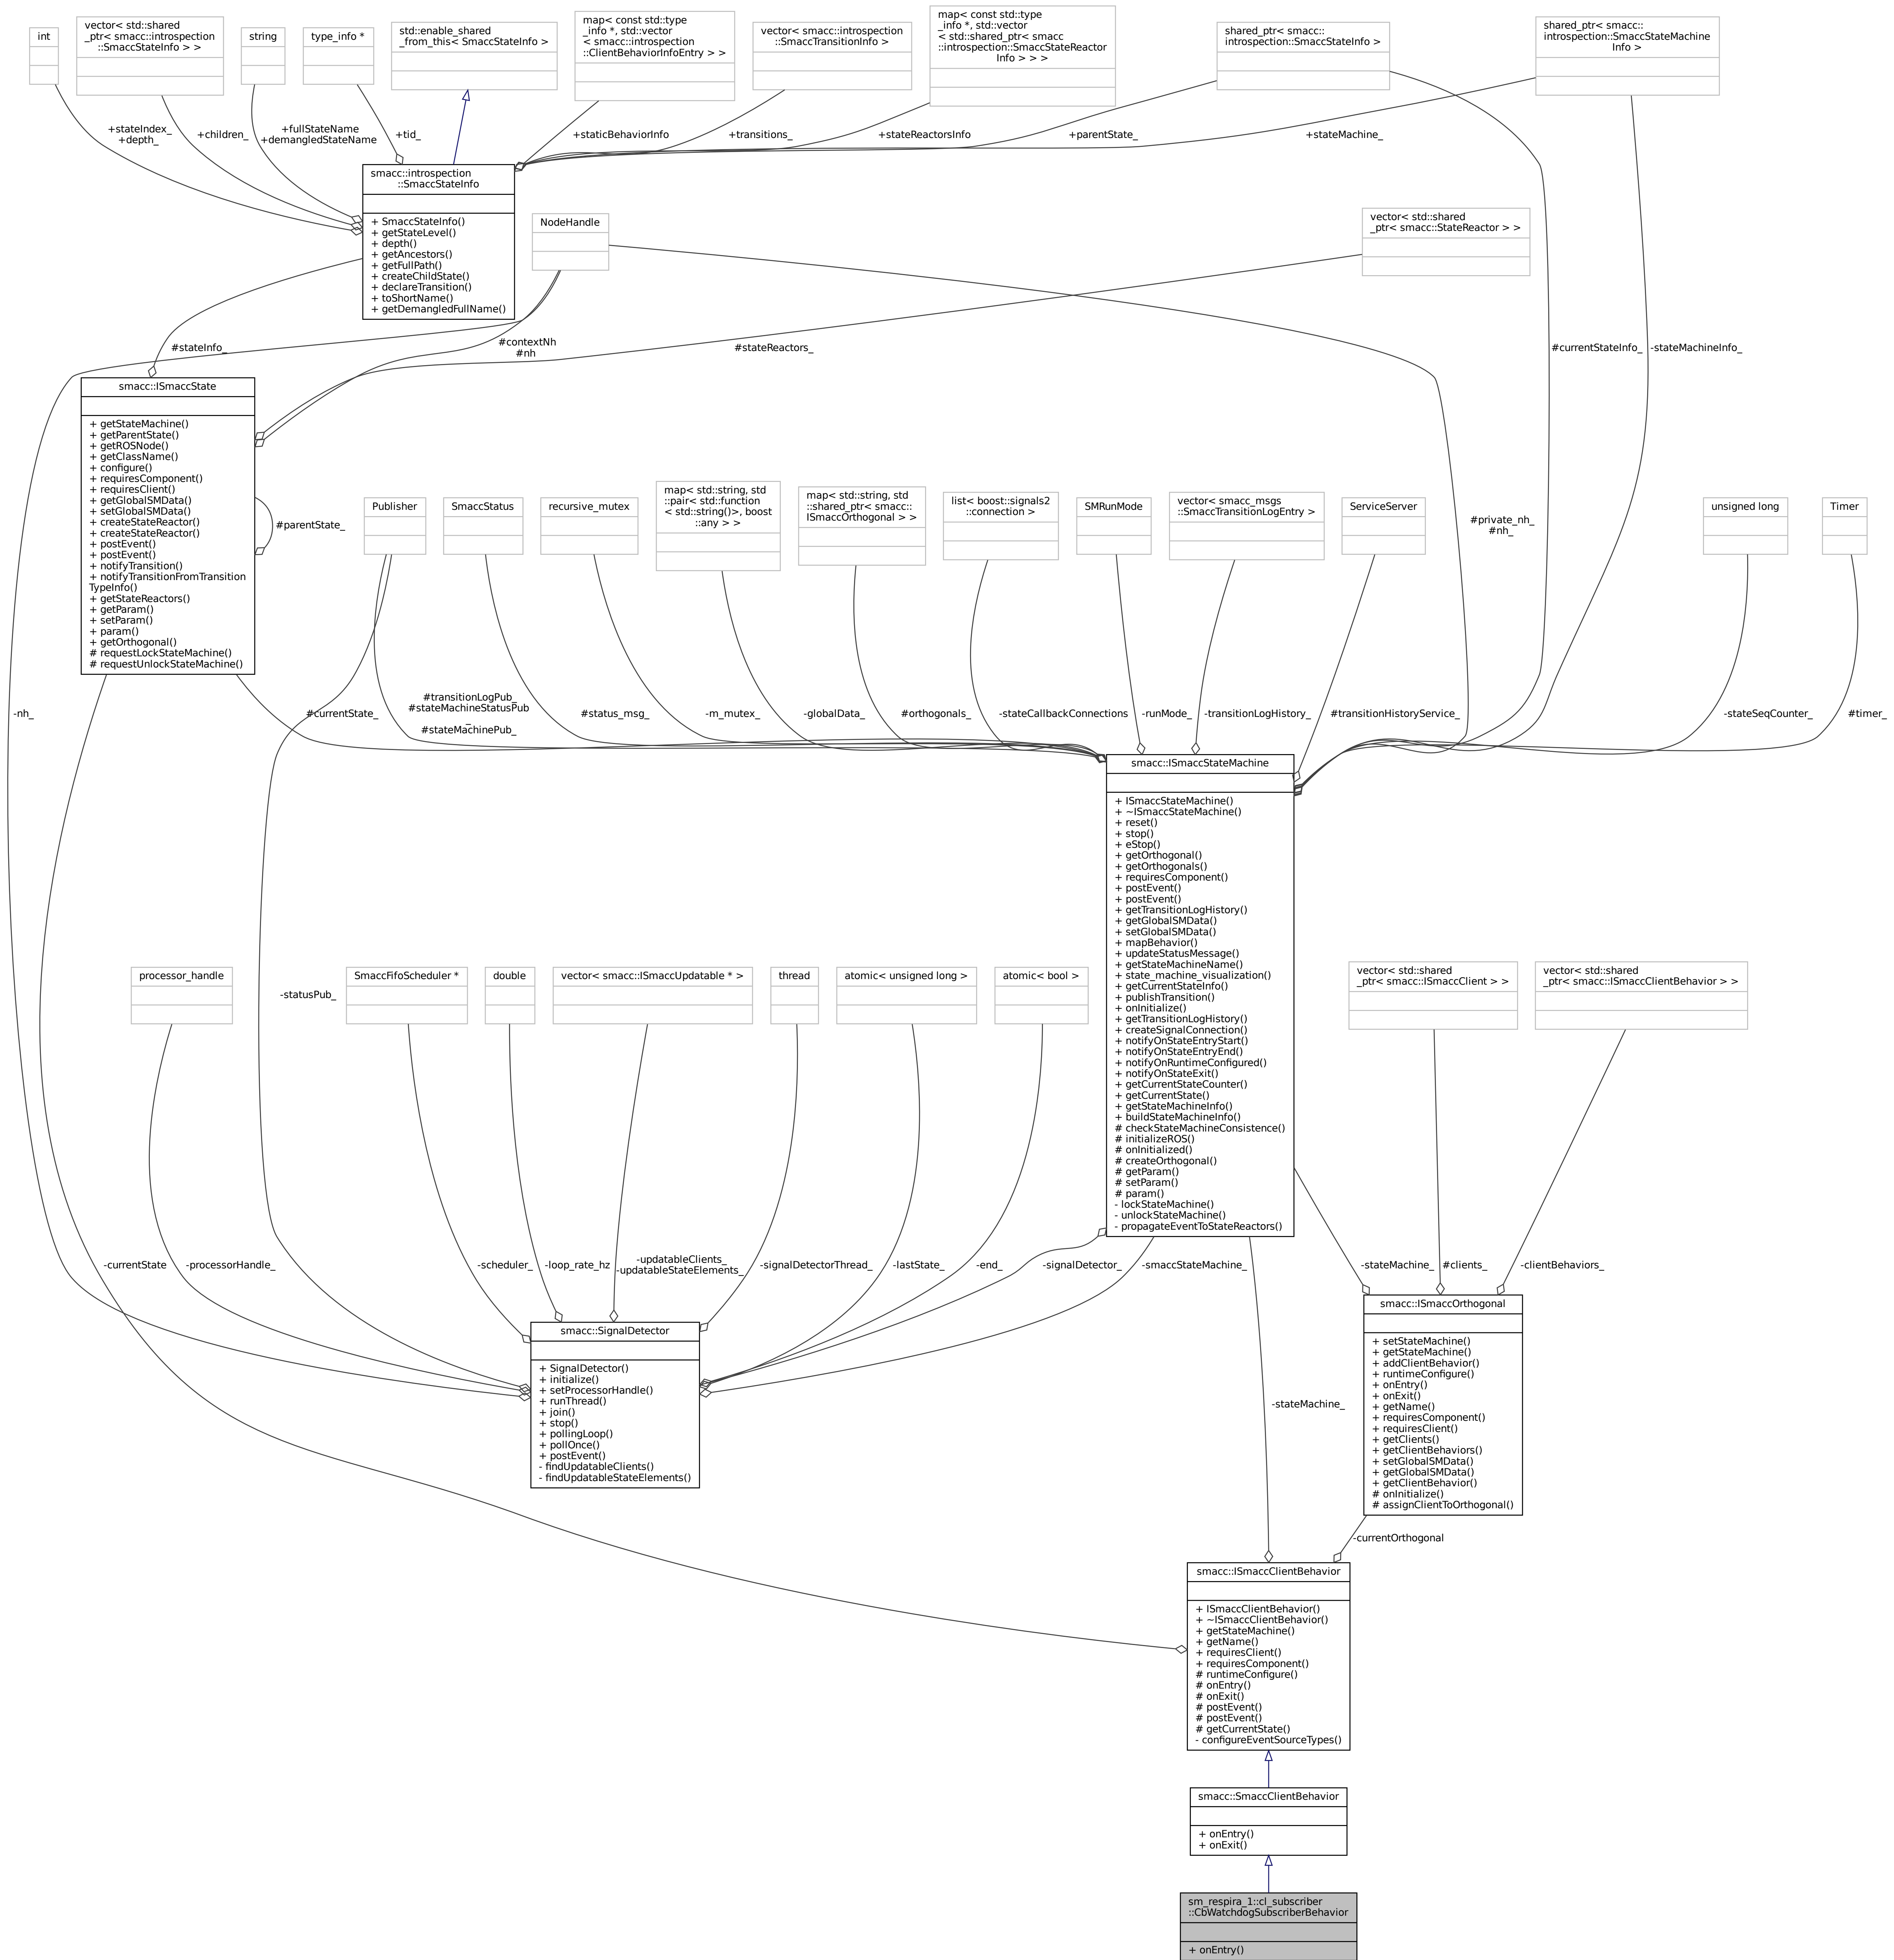 int
vector< std::shared
_ptr< smacc::introspection
::SmaccStateInfo > >
string
type_info *
std::enable_shared
_from_this< SmaccStateInfo >
map< const std::type
_info *, std::vector
< smacc::introspection
::ClientBehaviorInfoEntry > >
vector< smacc::introspection
::SmaccTransitionInfo >
map< const std::type
_info *, std::vector
< std::shared_ptr< smacc
::introspection::SmaccStateReactor
Info > > >
shared_ptr< smacc::
introspection::SmaccStateInfo >
shared_ptr< smacc::
introspection::SmaccStateMachine
Info >
+stateIndex_
+depth_
+children_
+fullStateName
+demangledStateName
+tid_
+staticBehaviorInfo
+transitions_
+stateReactorsInfo
+parentState_
+stateMachine_
smacc::introspection
::SmaccStateInfo
+ SmaccStateInfo()
+ getStateLevel()
+ depth()
+ getAncestors()
+ getFullPath()
+ createChildState()
+ declareTransition()
+ toShortName()
+ getDemangledFullName()
NodeHandle
vector< std::shared
_ptr< smacc::StateReactor > >
#stateInfo_
#contextNh
#nh
#stateReactors_
#currentStateInfo_
-stateMachineInfo_
smacc::ISmaccState
+ getStateMachine()
+ getParentState()
+ getROSNode()
+ getClassName()
+ configure()
+ requiresComponent()
+ requiresClient()
+ getGlobalSMData()
+ setGlobalSMData()
+ createStateReactor()
+ createStateReactor()
+ postEvent()
+ postEvent()
+ notifyTransition()
+ notifyTransitionFromTransition
TypeInfo()
+ getStateReactors()
+ getParam()
+ setParam()
+ param()
+ getOrthogonal()
# requestLockStateMachine()
# requestUnlockStateMachine()
#parentState_
Publisher
SmaccStatus
recursive_mutex
map< std::string, std
::pair< std::function
< std::string()>, boost
::any > >
map< std::string, std
::shared_ptr< smacc::
ISmaccOrthogonal > >
list< boost::signals2
::connection >
SMRunMode
vector< smacc_msgs
::SmaccTransitionLogEntry >
ServiceServer
#private_nh_
#nh_
unsigned long
Timer
-nh_
#currentState_
#transitionLogPub_
#stateMachineStatusPub
_
#stateMachinePub_
#status_msg_
-m_mutex_
-globalData_
#orthogonals_
-stateCallbackConnections
-runMode_
-transitionLogHistory_
#transitionHistoryService_
-stateSeqCounter_
#timer_
smacc::ISmaccStateMachine
+ ISmaccStateMachine()
+ ~ISmaccStateMachine()
+ reset()
+ stop()
+ eStop()
+ getOrthogonal()
+ getOrthogonals()
+ requiresComponent()
+ postEvent()
+ postEvent()
+ getTransitionLogHistory()
+ getGlobalSMData()
+ setGlobalSMData()
+ mapBehavior()
+ updateStatusMessage()
+ getStateMachineName()
+ state_machine_visualization()
+ getCurrentStateInfo()
+ publishTransition()
+ onInitialize()
+ getTransitionLogHistory()
+ createSignalConnection()
+ notifyOnStateEntryStart()
+ notifyOnStateEntryEnd()
+ notifyOnRuntimeConfigured()
+ notifyOnStateExit()
+ getCurrentStateCounter()
+ getCurrentState()
+ getStateMachineInfo()
+ buildStateMachineInfo()
# checkStateMachineConsistence()
# initializeROS()
# onInitialized()
# createOrthogonal()
# getParam()
# setParam()
# param()
- lockStateMachine()
- unlockStateMachine()
- propagateEventToStateReactors()
processor_handle
-statusPub_
SmaccFifoScheduler *
double
vector< smacc::ISmaccUpdatable * >
thread
atomic< unsigned long >
atomic< bool >
vector< std::shared
_ptr< smacc::ISmaccClient > >
vector< std::shared
_ptr< smacc::ISmaccClientBehavior > >
-currentState
-processorHandle_
-scheduler_
-loop_rate_hz
-updatableClients_
-updatableStateElements_
-signalDetectorThread_
-lastState_
-end_
-signalDetector_
-smaccStateMachine_
-stateMachine_
#clients_
-clientBehaviors_
smacc::SignalDetector
+ SignalDetector()
+ initialize()
+ setProcessorHandle()
+ runThread()
+ join()
+ stop()
+ pollingLoop()
+ pollOnce()
+ postEvent()
- findUpdatableClients()
- findUpdatableStateElements()
smacc::ISmaccOrthogonal
+ setStateMachine()
+ getStateMachine()
+ addClientBehavior()
+ runtimeConfigure()
+ onEntry()
+ onExit()
+ getName()
+ requiresComponent()
+ requiresClient()
+ getClients()
+ getClientBehaviors()
+ setGlobalSMData()
+ getGlobalSMData()
+ getClientBehavior()
# onInitialize()
# assignClientToOrthogonal()
-stateMachine_
-currentOrthogonal
smacc::ISmaccClientBehavior
+ ISmaccClientBehavior()
+ ~ISmaccClientBehavior()
+ getStateMachine()
+ getName()
+ requiresClient()
+ requiresComponent()
# runtimeConfigure()
# onEntry()
# onExit()
# postEvent()
# postEvent()
# getCurrentState()
- configureEventSourceTypes()
smacc::SmaccClientBehavior
+ onEntry()
+ onExit()
sm_respira_1::cl_subscriber
::CbWatchdogSubscriberBehavior
+ onEntry()